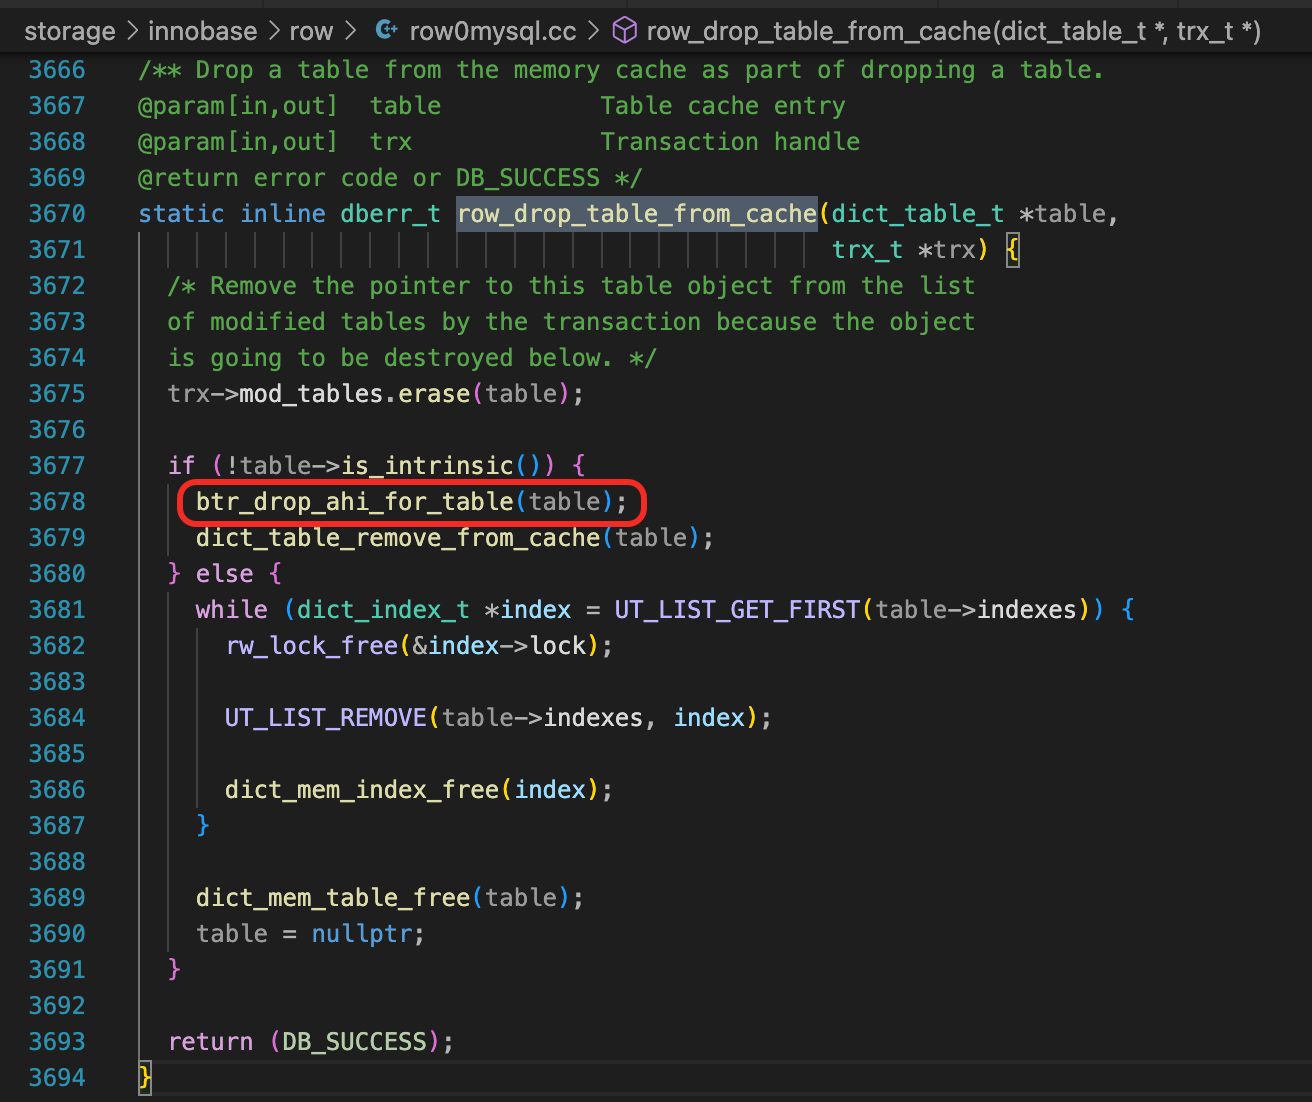 storage > innobase > row > row0mysql.cc > row_drop_table_from_cache(dict_table_t *, trx_t *)
3666 /** Drop a table from the memory cache as part of dropping a table.
3667 @param[in,out]  table           Table cache entry
3668 @param[in,out]  trx             Transaction handle
3669 @return error code or DB_SUCCESS */
3670 static inline dberr_t row_drop_table_from_cache(dict_table_t *table,
3671                                                 trx_t *trx) {
3672   /* Remove the pointer to this table object from the list
3673   of modified tables by the transaction because the object
3674   is going to be destroyed below. */
3675   trx->mod_tables.erase(table);
3676
3677   if (!table->is_intrinsic()) {
3678     btr_drop_ahi_for_table(table);
3679     dict_table_remove_from_cache(table);
3680   } else {
3681     while (dict_index_t *index = UT_LIST_GET_FIRST(table->indexes)) {
3682       rw_lock_free(&index->lock);
3683
3684       UT_LIST_REMOVE(table->indexes, index);
3685
3686       dict_mem_index_free(index);
3687     }
3688
3689     dict_mem_table_free(table);
3690     table = nullptr;
3691   }
3692
3693   return (DB_SUCCESS);
3694 }